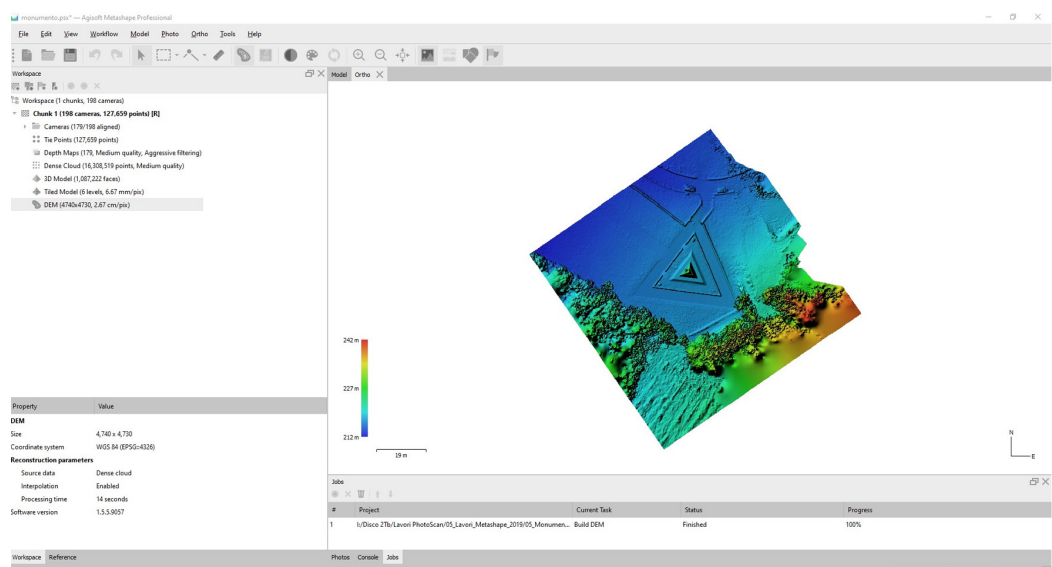 monumento.psx* — Agisoft Metashape Professional
File Edit View Workflow Model Photo Ortho Tools Help
Workspace
Workspace (1 chunks, 198 cameras)
Chunk 1 (198 cameras, 127,659 points) [R]
Cameras (179/198 aligned)
Tie Points (127,659 points)
Depth Maps (179, Medium quality, Aggressive filtering)
Dense Cloud (16,308,519 points, Medium quality)
3D Model (1,087,222 faces)
Tiled Model (6 levels, 6.67 mm/pix)
DEM (4740x4730, 2.67 cm/pix)
Property Value
DEM
Size 4,740 x 4,730
Coordinate system WGS 84 (EPSG::4326)
Reconstruction parameters
Source data Dense cloud
Interpolation Enabled
Processing time 14 seconds
Software version 1.5.5.9057
Workspace Reference
Model Ortho
242 m
227 m
212 m
19 m
N
E
Jobs
# Project Current Task Status Progress
1 I:/Disco 2Tb/Lavori PhotoScan/05_Lavori_Metashape_2019/05_Monumen... Build DEM Finished 100%
Photos Console Jobs